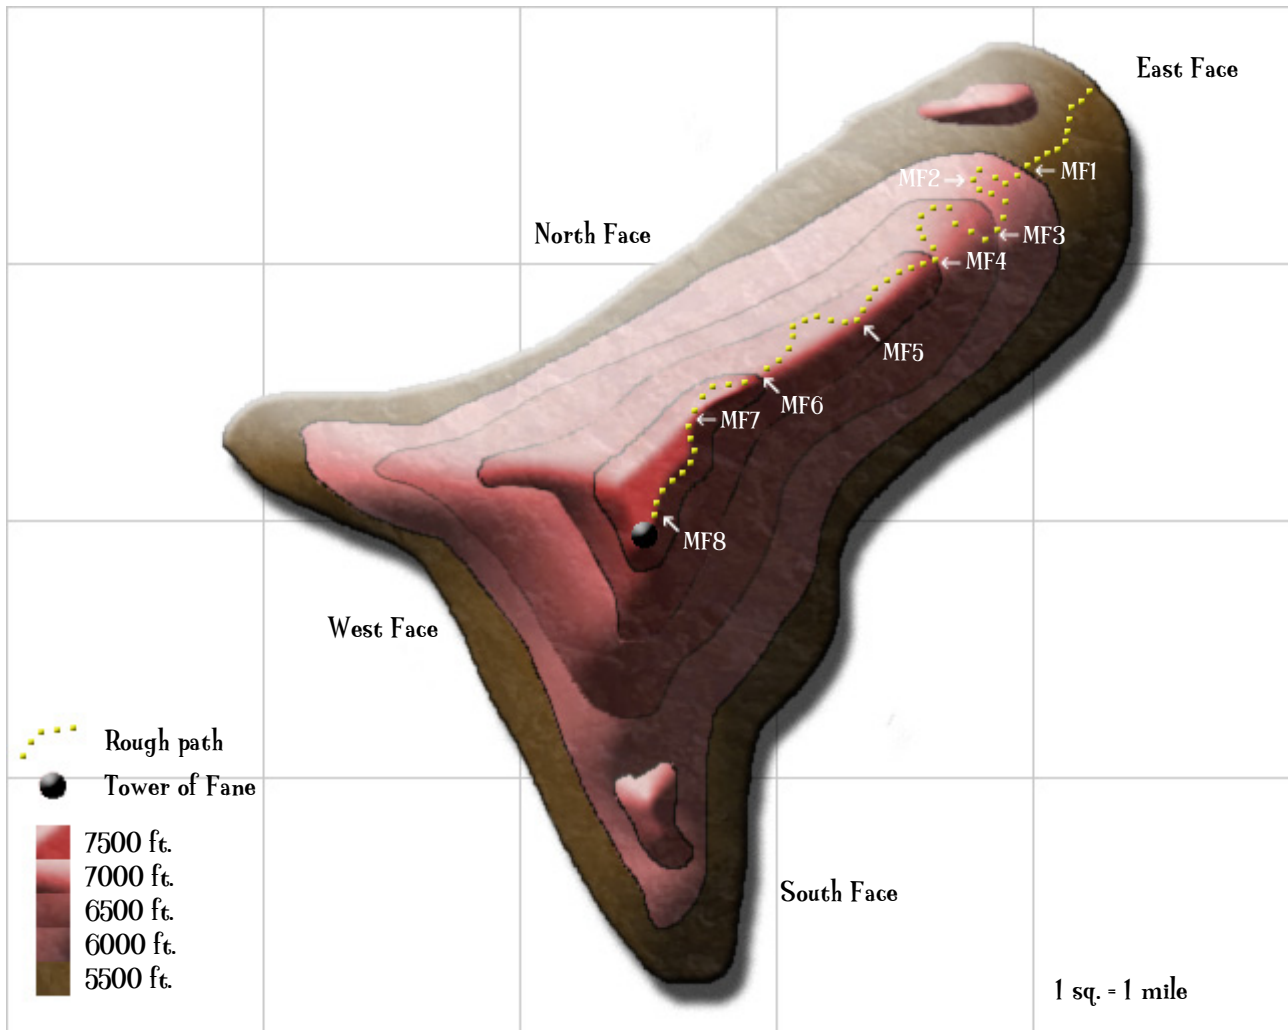 East Face
MF1
MF2
North Face
MF3
MF4
MF5
MF6
MF7
MF8
West Face
Rough path
Tower of Fane
7500 ft.
7000 ft.
6500 ft.
6000 ft.
5500 ft.
South Face
1 sq. = 1 mile